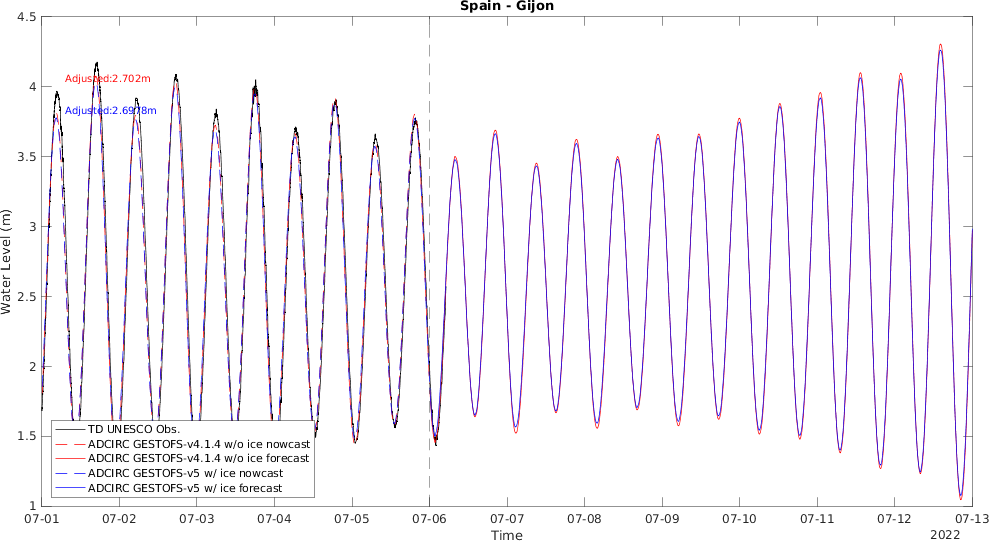 Spain - Gijon
4.5
4
3.5
3
2.5
2
1.5
1
Water Level (m)
Adjusted:2.702m
Adjusted:2.6978m
TD UNESCO Obs.
ADCIRC GESTOFS-v4.1.4 w/o ice nowcast
ADCIRC GESTOFS-v4.1.4 w/o ice forecast
ADCIRC GESTOFS-v5 w/ ice nowcast
ADCIRC GESTOFS-v5 w/ ice forecast
07-01 07-02 07-03 07-04 07-05 07-06 07-07 07-08 07-09 07-10 07-11 07-12 07-13
Time
2022